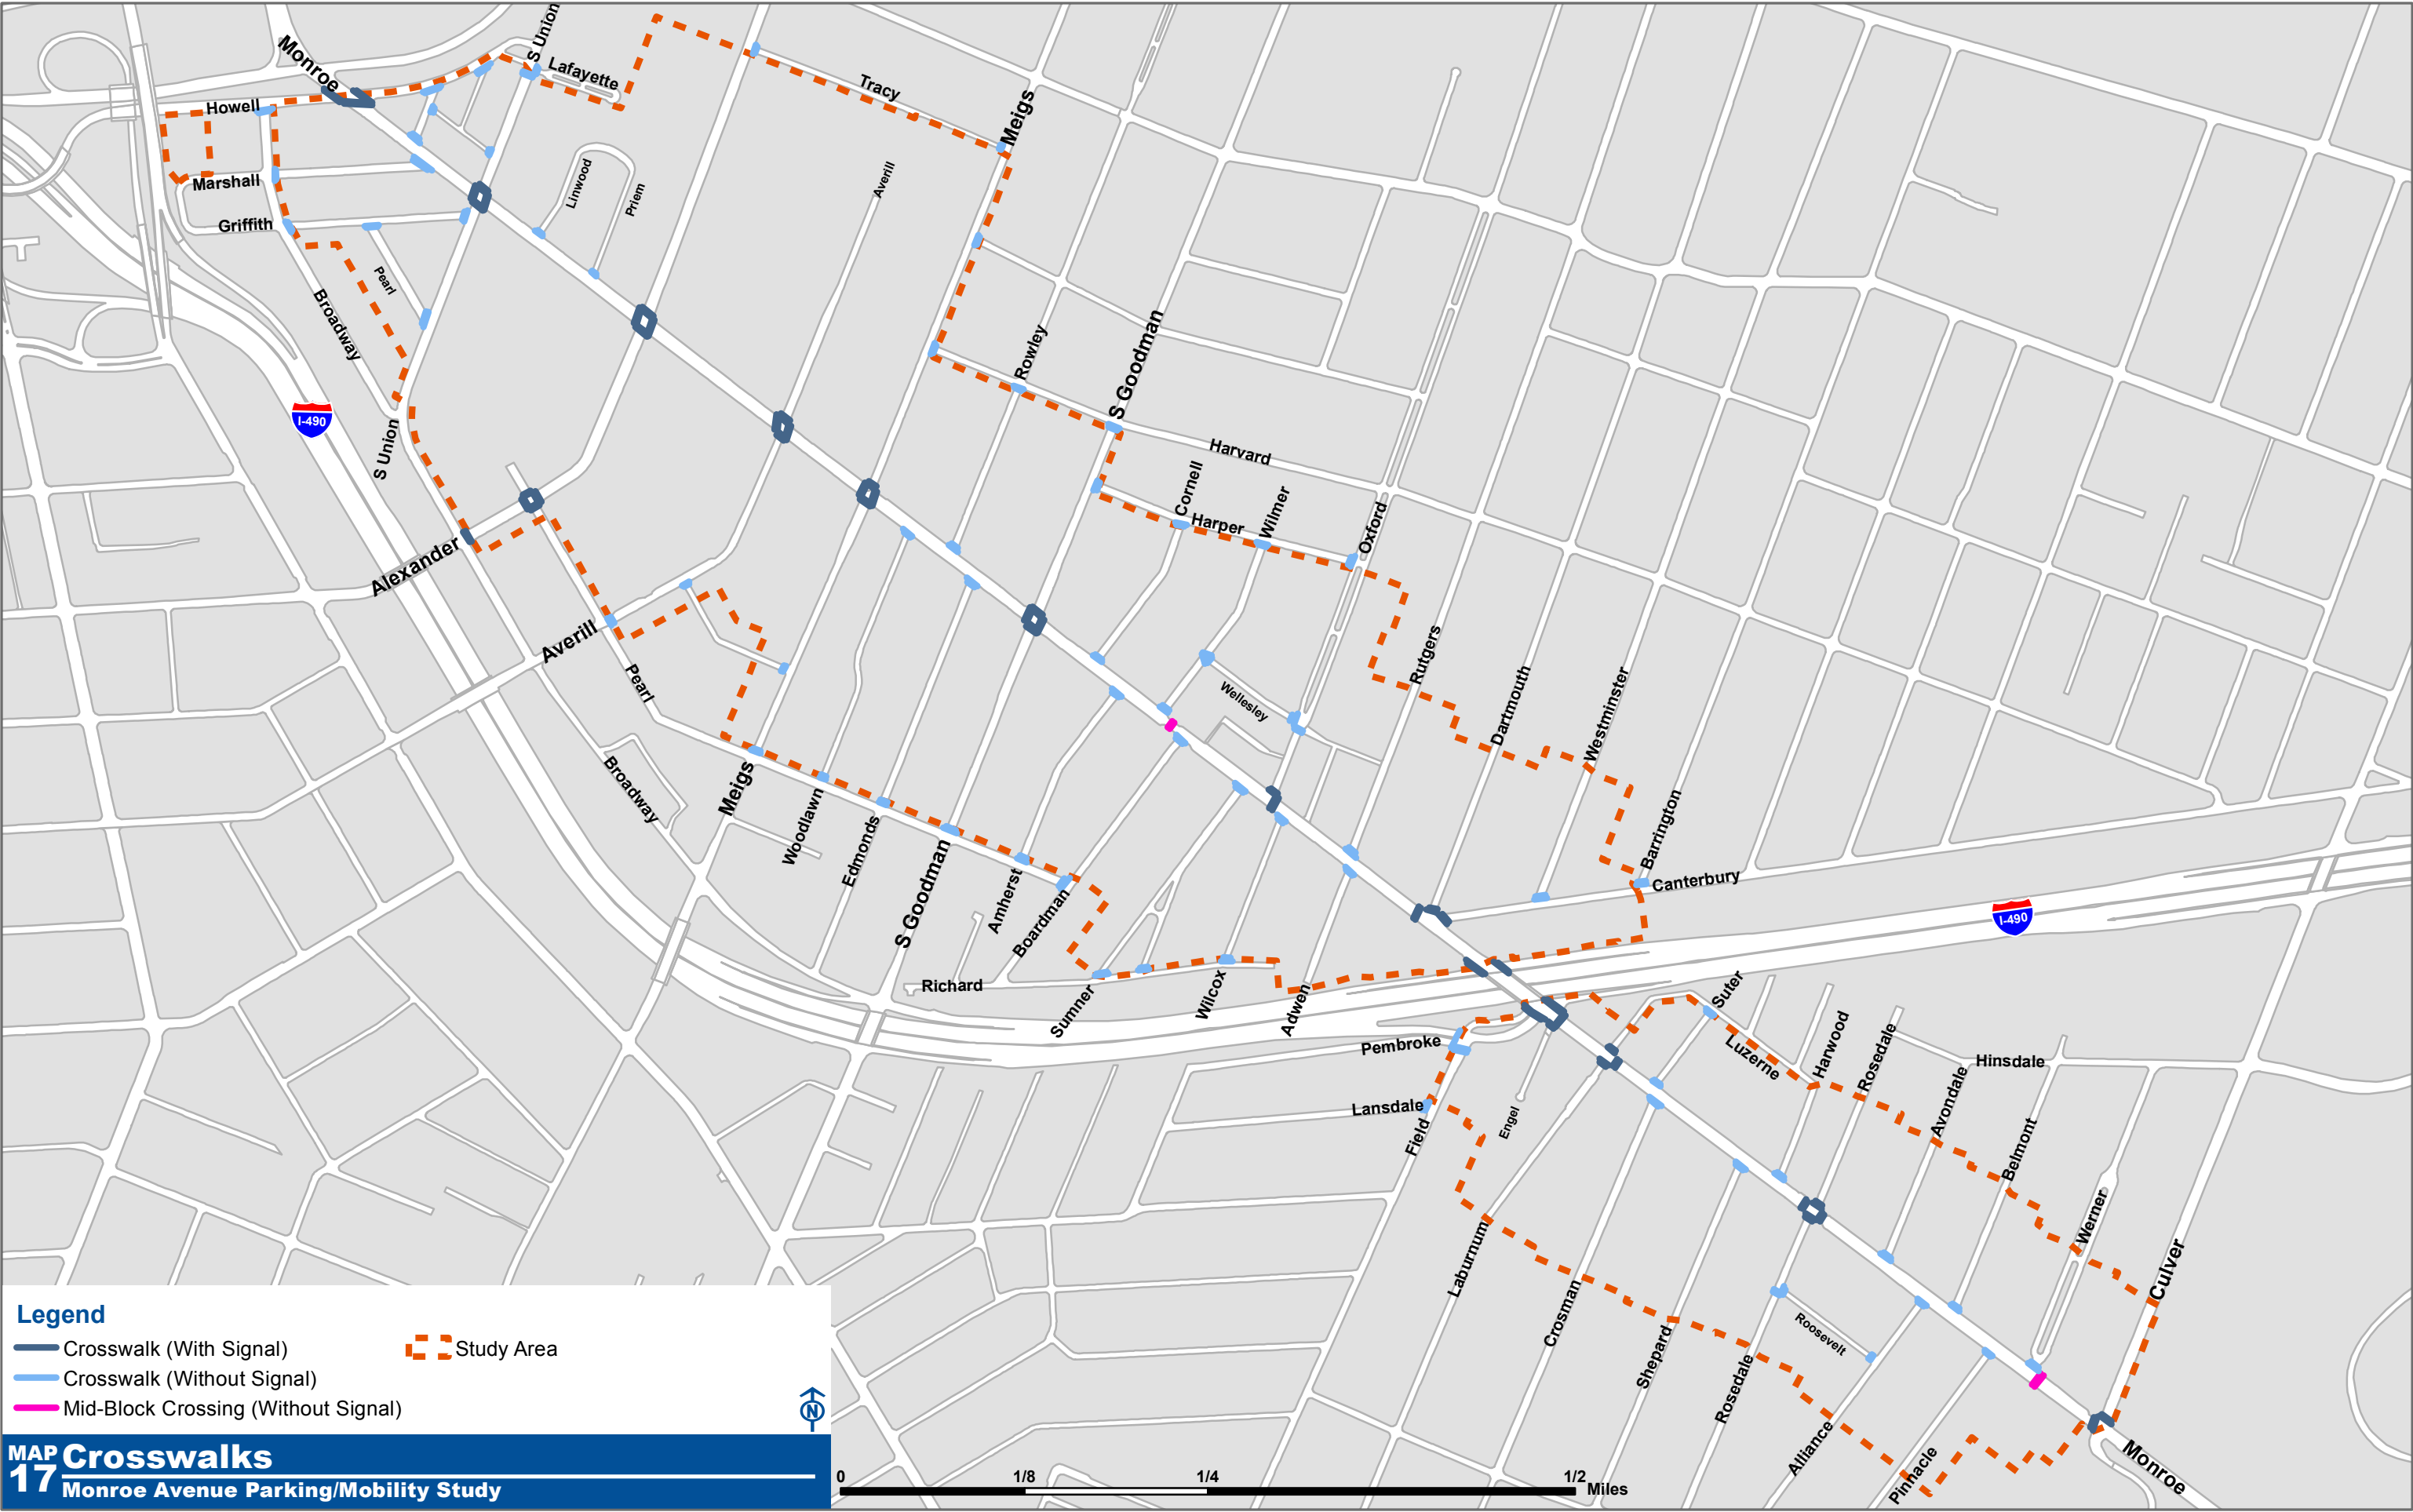 Monroe
S Union
Lafayette
Howell
Tracy
Meigs
Marshall
Linwood
Priem
Averill
Griffith
Pearl
Broadway
Rowley
S Goodman
I-490
S Union
Harvard
Cornell
Wilmer
Harper
Oxford
Alexander
Averill
Pearl
Rutgers
Dartmouth
Westminster
Wellesley
Broadway
Meigs
Woodlawn
Edmonds
S Goodman
Amherst
Boardman
Barrington
Canterbury
I-490
Richard
Sumner
Wilcox
Adwen
Pembroke
Suter
Luzerne
Harwood
Rosedale
Hinsdale
Lansdale
Field
Engel
Avondale
Belmont
Werner
Culver
Laburnum
Crosman
Shepard
Rosedale
Roosevelt
Alliance
Pinnacle
Monroe
Legend
Crosswalk (With Signal)
Study Area
Crosswalk (Without Signal)
Mid-Block Crossing (Without Signal)
N
MAP 17
Crosswalks
Monroe Avenue Parking/Mobility Study
0 1/8 1/4 1/2
Miles